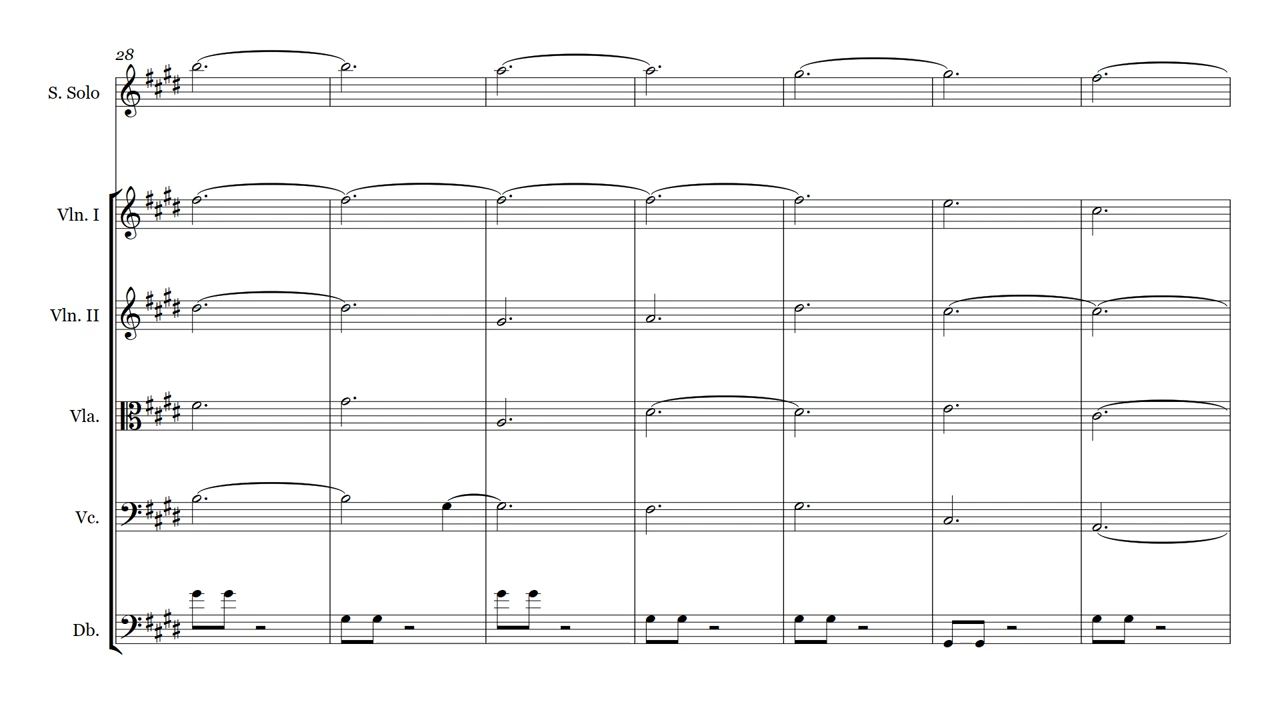 28
S. Solo
Vln. I
Vln. II
Vla.
Vc.
Db.